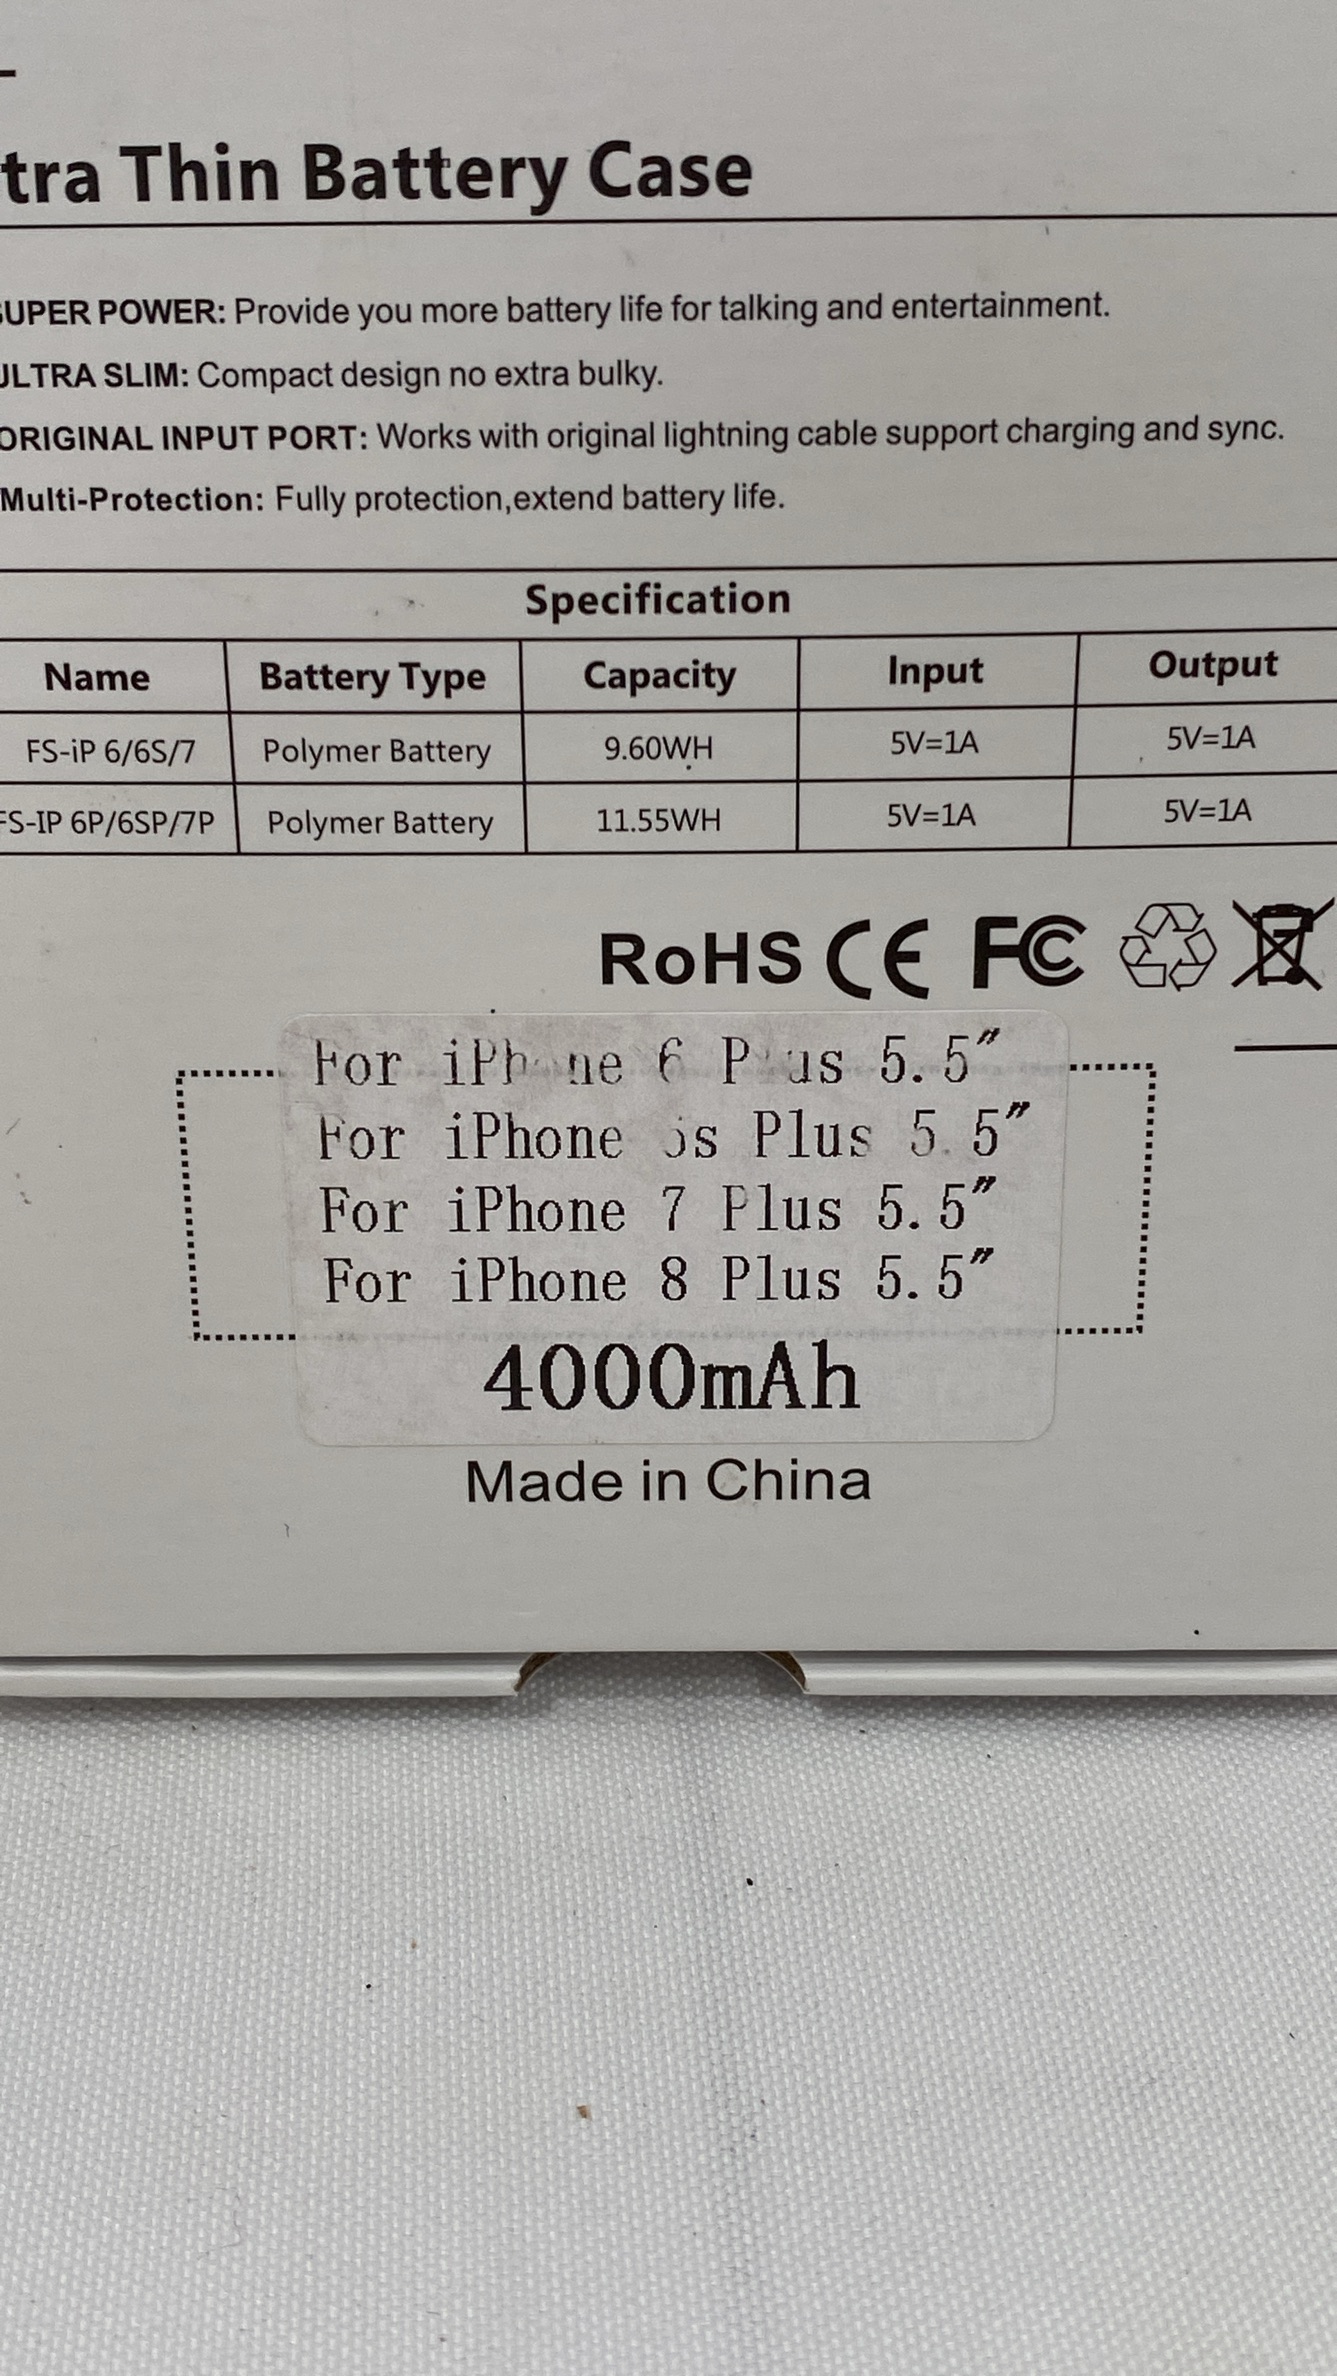 tra Thin Battery Case
SUPER POWER: Provide you more battery life for talking and entertainment.
ULTRA SLIM: Compact design no extra bulky.
ORIGINAL INPUT PORT: Works with original lightning cable support charging and sync.
Multi-Protection: Fully protection,extend battery life.
Specification
Name Battery Type Capacity Input Output
FS-iP 6/6S/7 Polymer Battery 9.60WH 5V=1A 5V=1A
FS-IP 6P/6SP/7P Polymer Battery 11.55WH 5V=1A 5V=1A
RoHS CE FC
For iPhone 6 Plus 5.5"
For iPhone 6s Plus 5.5"
For iPhone 7 Plus 5.5"
For iPhone 8 Plus 5.5"
4000mAh
Made in China